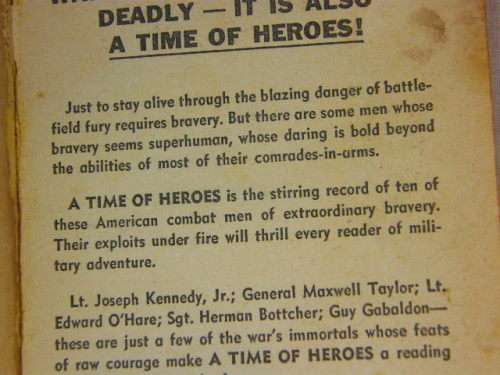 DEADLY — IT IS ALSO
A TIME OF HEROES!
Just to stay alive through the blazing danger of battle-
field fury requires bravery. But there are some men whose
bravery seems superhuman, whose daring is bold beyond
the abilities of most of their comrades-in-arms.
A TIME OF HEROES is the stirring record of ten of
these American combat men of extraordinary bravery.
Their exploits under fire will thrill every reader of mili-
tary adventure.
Lt. Joseph Kennedy, Jr.; General Maxwell Taylor; Lt.
Edward O'Hare; Sgt. Herman Bottcher; Guy Gabaldon—
these are just a few of the war's immortals whose feats
of raw courage make A TIME OF HEROES a reading